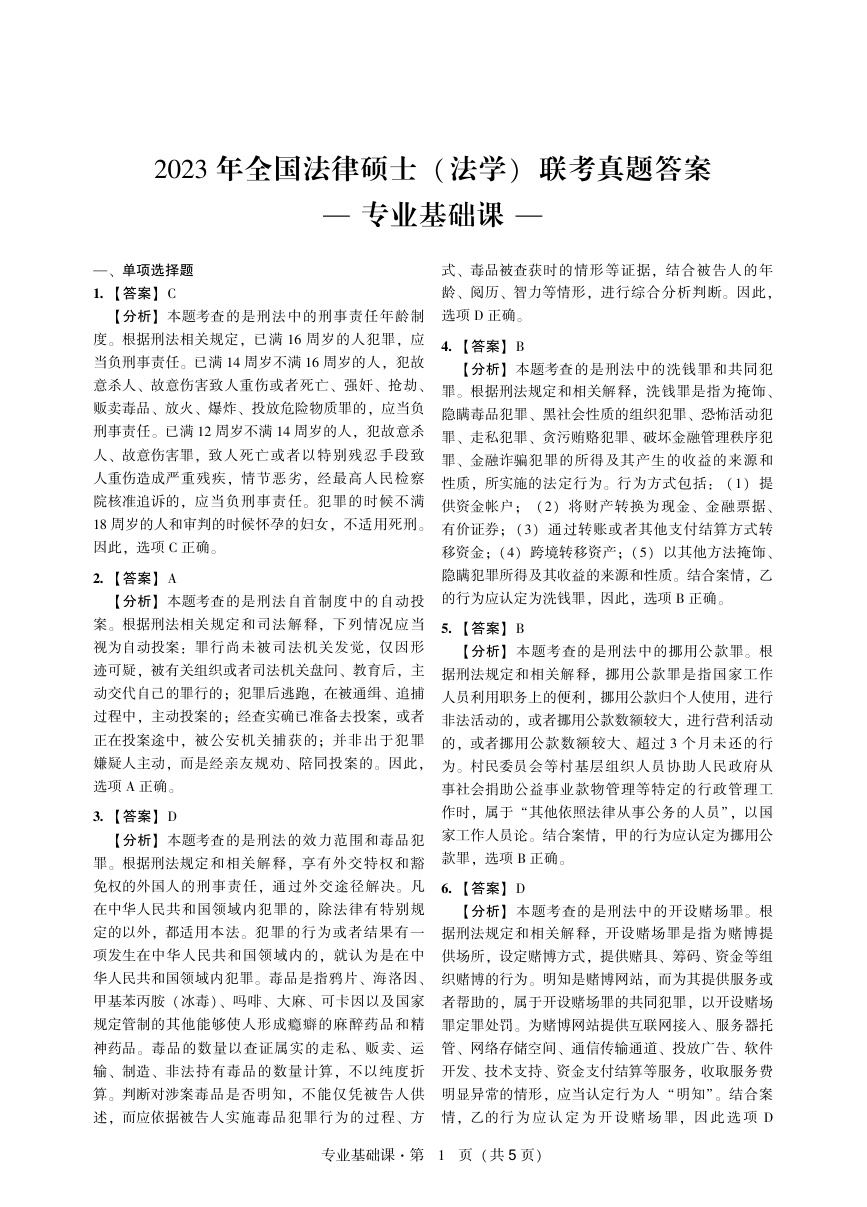 2023 年全国法律硕士（法学）联考真题答案
— 专业基础课 —
一、单项选择题
1. 【答案】C
【分析】本题考查的是刑法中的刑事责任年龄制
度。根据刑法相关规定，已满 16 周岁的人犯罪，应
当负刑事责任。已满 14 周岁不满 16 周岁的人，犯故
意杀人、故意伤害致人重伤或者死亡、强奸、抢劫、
贩卖毒品、放火、爆炸、投放危险物质罪的，应当负
刑事责任。已满 12 周岁不满 14 周岁的人，犯故意杀
人、故意伤害罪，致人死亡或者以特别残忍手段致
人重伤造成严重残疾，情节恶劣，经最高人民检察
院核准追诉的，应当负刑事责任。犯罪的时候不满
18 周岁的人和审判的时候怀孕的妇女，不适用死刑。
因此，选项 C 正确。
2. 【答案】A
【分析】本题考查的是刑法自首制度中的自动投
案。根据刑法相关规定和司法解释，下列情况应当
视为自动投案：罪行尚未被司法机关发觉，仅因形
迹可疑，被有关组织或者司法机关盘问、教育后，主
动交代自己的罪行的；犯罪后逃跑，在被通缉、追捕
过程中，主动投案的；经查实确已准备去投案，或者
正在投案途中，被公安机关捕获的；并非出于犯罪
嫌疑人主动，而是经亲友规劝、陪同投案的。因此，
选项 A 正确。
3. 【答案】D
【分析】本题考查的是刑法的效力范围和毒品犯
罪。根据刑法规定和相关解释，享有外交特权和豁
免权的外国人的刑事责任，通过外交途径解决。凡
在中华人民共和国领域内犯罪的，除法律有特别规
定的以外，都适用本法。犯罪的行为或者结果有一
项发生在中华人民共和国领域内的，就认为是在中
华人民共和国领域内犯罪。毒品是指鸦片、海洛因、
甲基苯丙胺（冰毒）、吗啡、大麻、可卡因以及国家
规定管制的其他能够使人形成瘾癖的麻醉药品和精
神药品。毒品的数量以查证属实的走私、贩卖、运
输、制造、非法持有毒品的数量计算，不以纯度折
算。判断对涉案毒品是否明知，不能仅凭被告人供
述，而应依据被告人实施毒品犯罪行为的过程、方
式、毒品被查获时的情形等证据，结合被告人的年
龄、阅历、智力等情形，进行综合分析判断。因此，
选项 D 正确。
4. 【答案】B
【分析】本题考查的是刑法中的洗钱罪和共同犯
罪。根据刑法规定和相关解释，洗钱罪是指为掩饰、
隐瞒毒品犯罪、黑社会性质的组织犯罪、恐怖活动犯
罪、走私犯罪、贪污贿赂犯罪、破坏金融管理秩序犯
罪、金融诈骗犯罪的所得及其产生的收益的来源和
性质，所实施的法定行为。行为方式包括：（1）提
供资金帐户；（2）将财产转换为现金、金融票据、
有价证券；（3）通过转账或者其他支付结算方式转
移资金；（4）跨境转移资产；（5）以其他方法掩饰、
隐瞒犯罪所得及其收益的来源和性质。结合案情，乙
的行为应认定为洗钱罪，因此，选项 B 正确。
5. 【答案】B
【分析】本题考查的是刑法中的挪用公款罪。根
据刑法规定和相关解释，挪用公款罪是指国家工作
人员利用职务上的便利，挪用公款归个人使用，进行
非法活动的，或者挪用公款数额较大，进行营利活动
的，或者挪用公款数额较大、超过 3 个月未还的行
为。村民委员会等村基层组织人员协助人民政府从
事社会捐助公益事业款物管理等特定的行政管理工
作时，属于“其他依照法律从事公务的人员”，以国
家工作人员论。结合案情，甲的行为应认定为挪用公
款罪，选项 B 正确。
6. 【答案】D
【分析】本题考查的是刑法中的开设赌场罪。根
据刑法规定和相关解释，开设赌场罪是指为赌博提
供场所，设定赌博方式，提供赌具、筹码、资金等组
织赌博的行为。明知是赌博网站，而为其提供服务或
者帮助的，属于开设赌场罪的共同犯罪，以开设赌场
罪定罪处罚。为赌博网站提供互联网接入、服务器托
管、网络存储空间、通信传输通道、投放广告、软件
开发、技术支持、资金支付结算等服务，收取服务费
明显异常的情形，应当认定行为人“明知”。结合案
情，乙的行为应认定为开设赌场罪，因此选项 D
专业基础课·第 1 页（共 5 页）